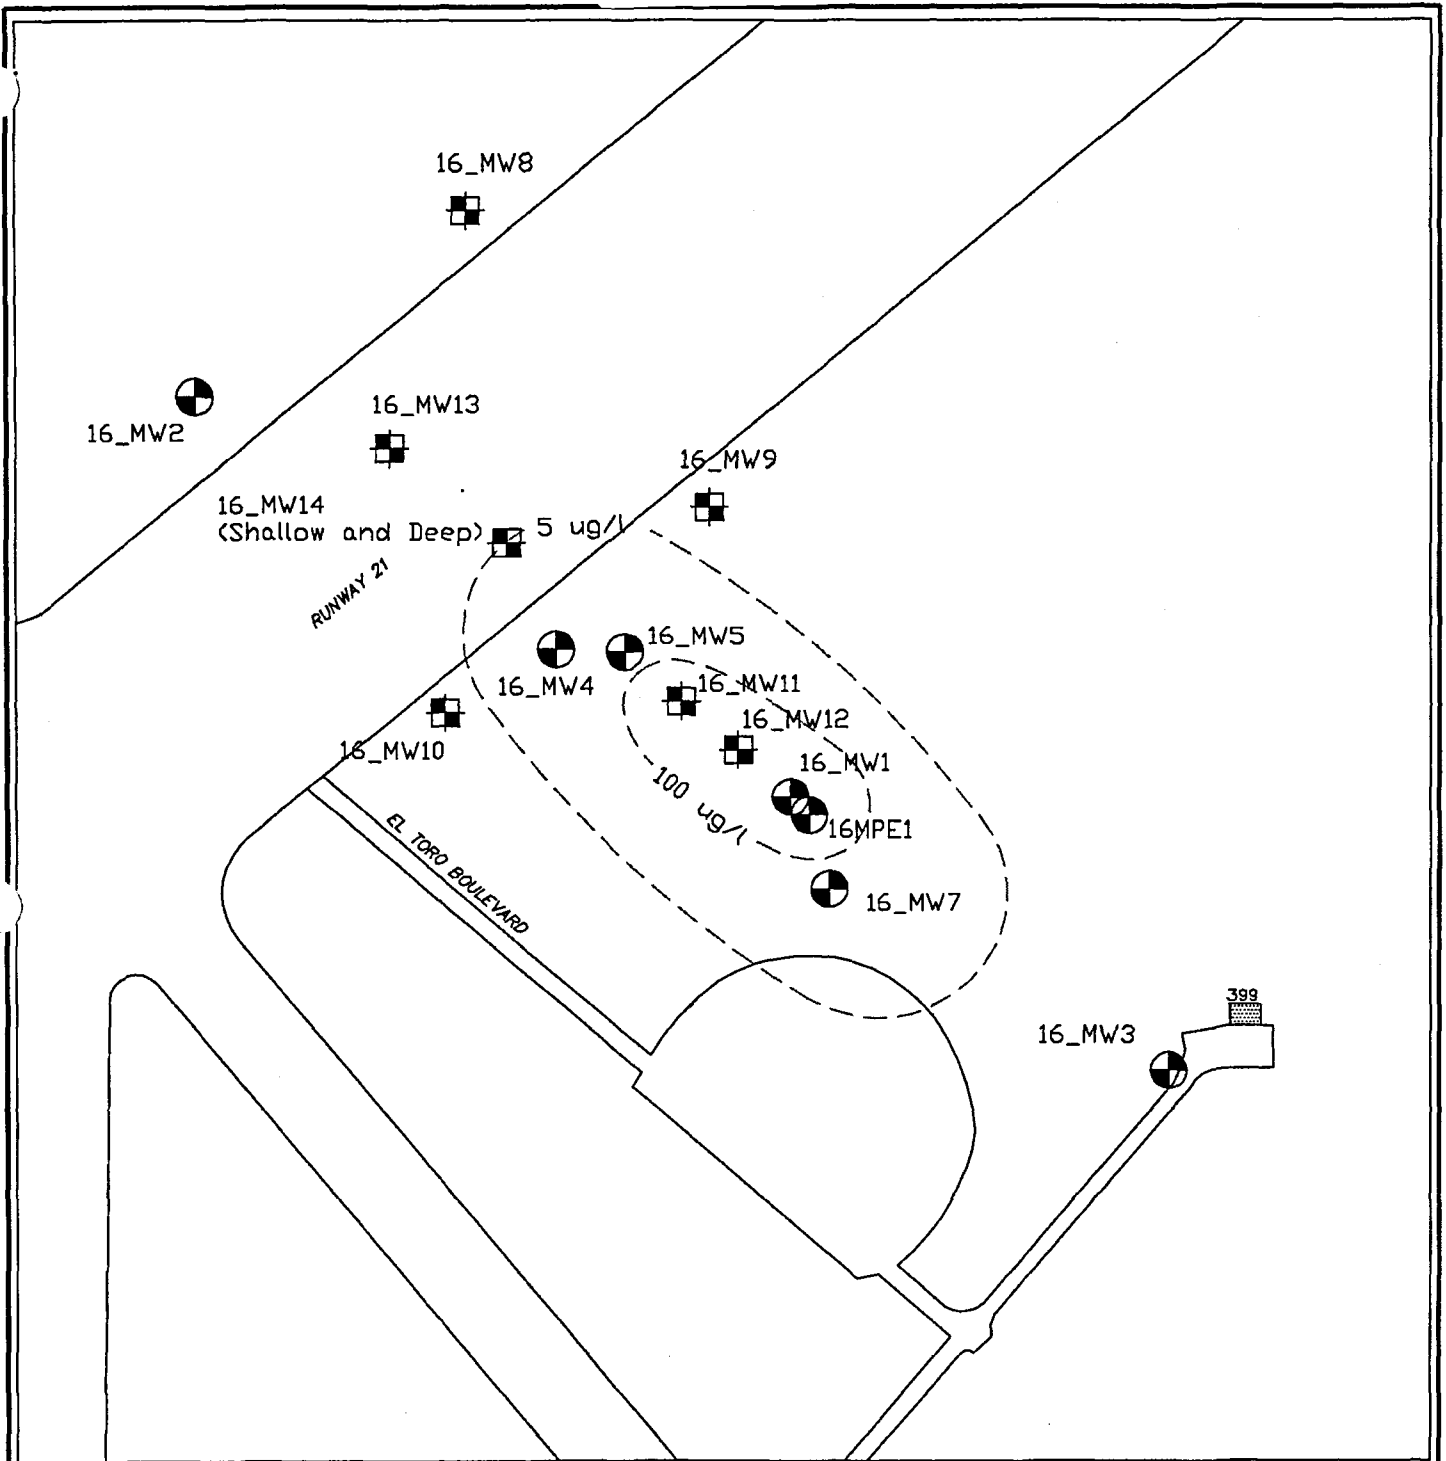 16_MW8
16_MW2
16_MW13
16_MW9
16_MW14
(Shallow and Deep)
5 ug/l
RUNWAY 21
16_MW5
16_MW4
16_MW11
16_MW12
16_MW10
16_MW1
100 ug/l
16MPE1
EL TORO BOULEVARD
16_MW7
399
16_MW3